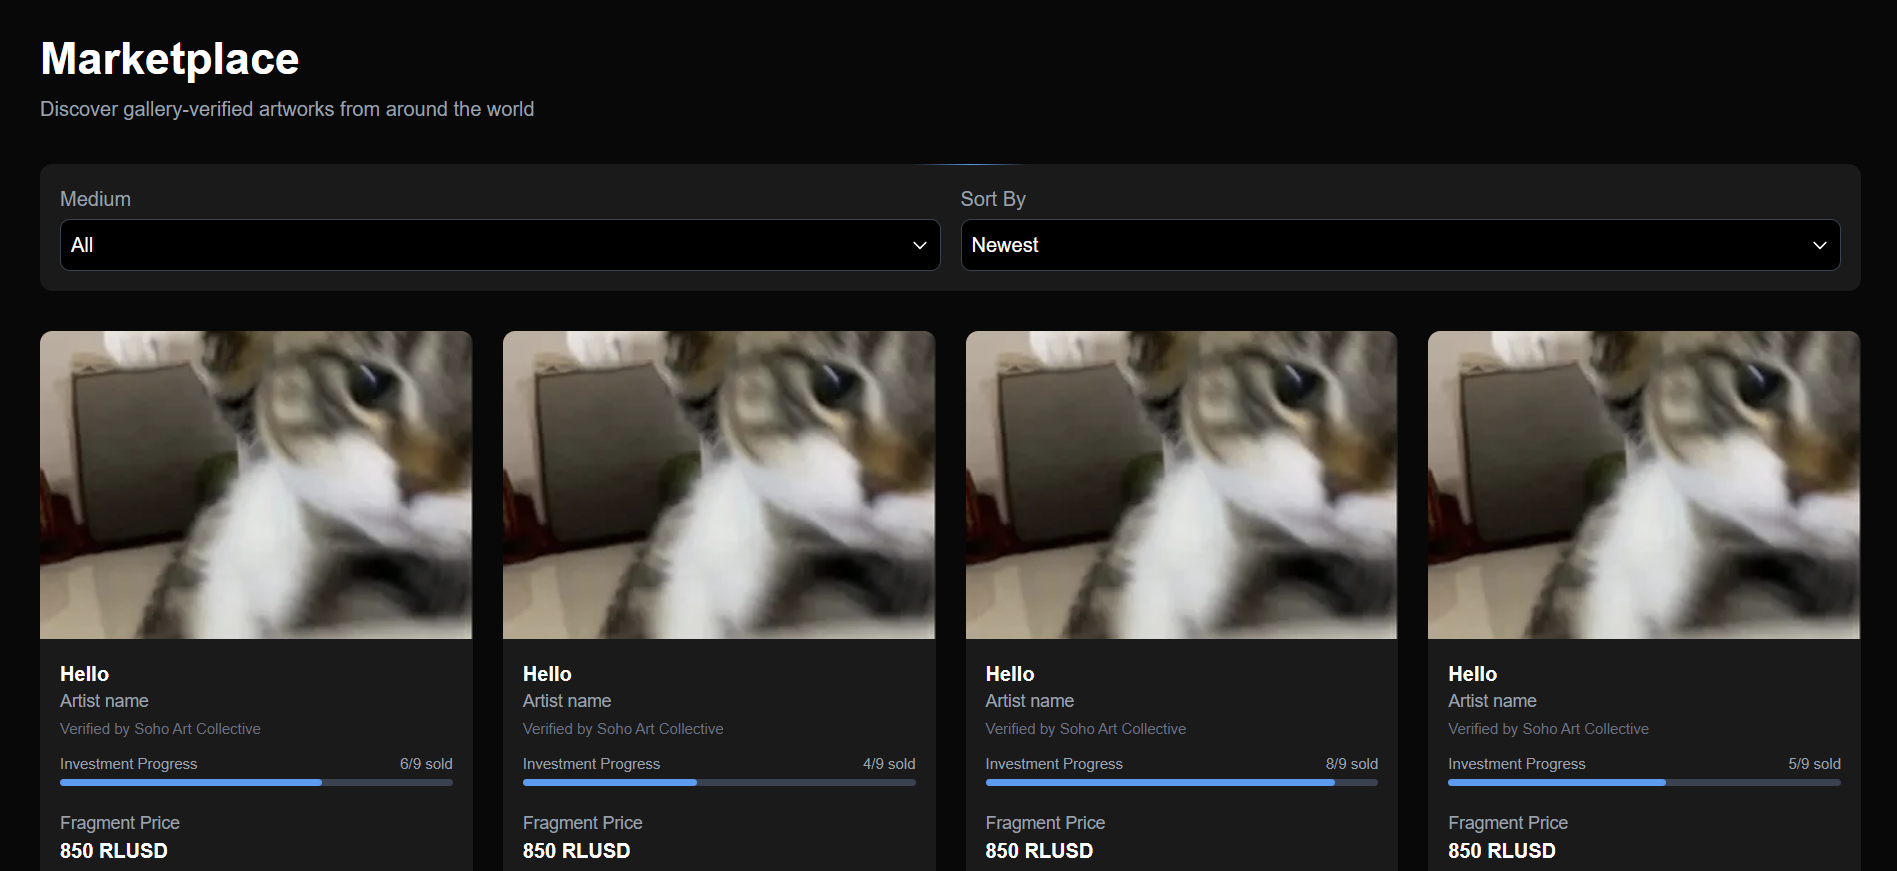 Marketplace
Discover gallery-verified artworks from around the world
Medium
All
Sort By
Newest
Hello
Artist name
Verified by Soho Art Collective
Investment Progress 6/9 sold
Fragment Price
850 RLUSD
Hello
Artist name
Verified by Soho Art Collective
Investment Progress 4/9 sold
Fragment Price
850 RLUSD
Hello
Artist name
Verified by Soho Art Collective
Investment Progress 8/9 sold
Fragment Price
850 RLUSD
Hello
Artist name
Verified by Soho Art Collective
Investment Progress 5/9 sold
Fragment Price
850 RLUSD